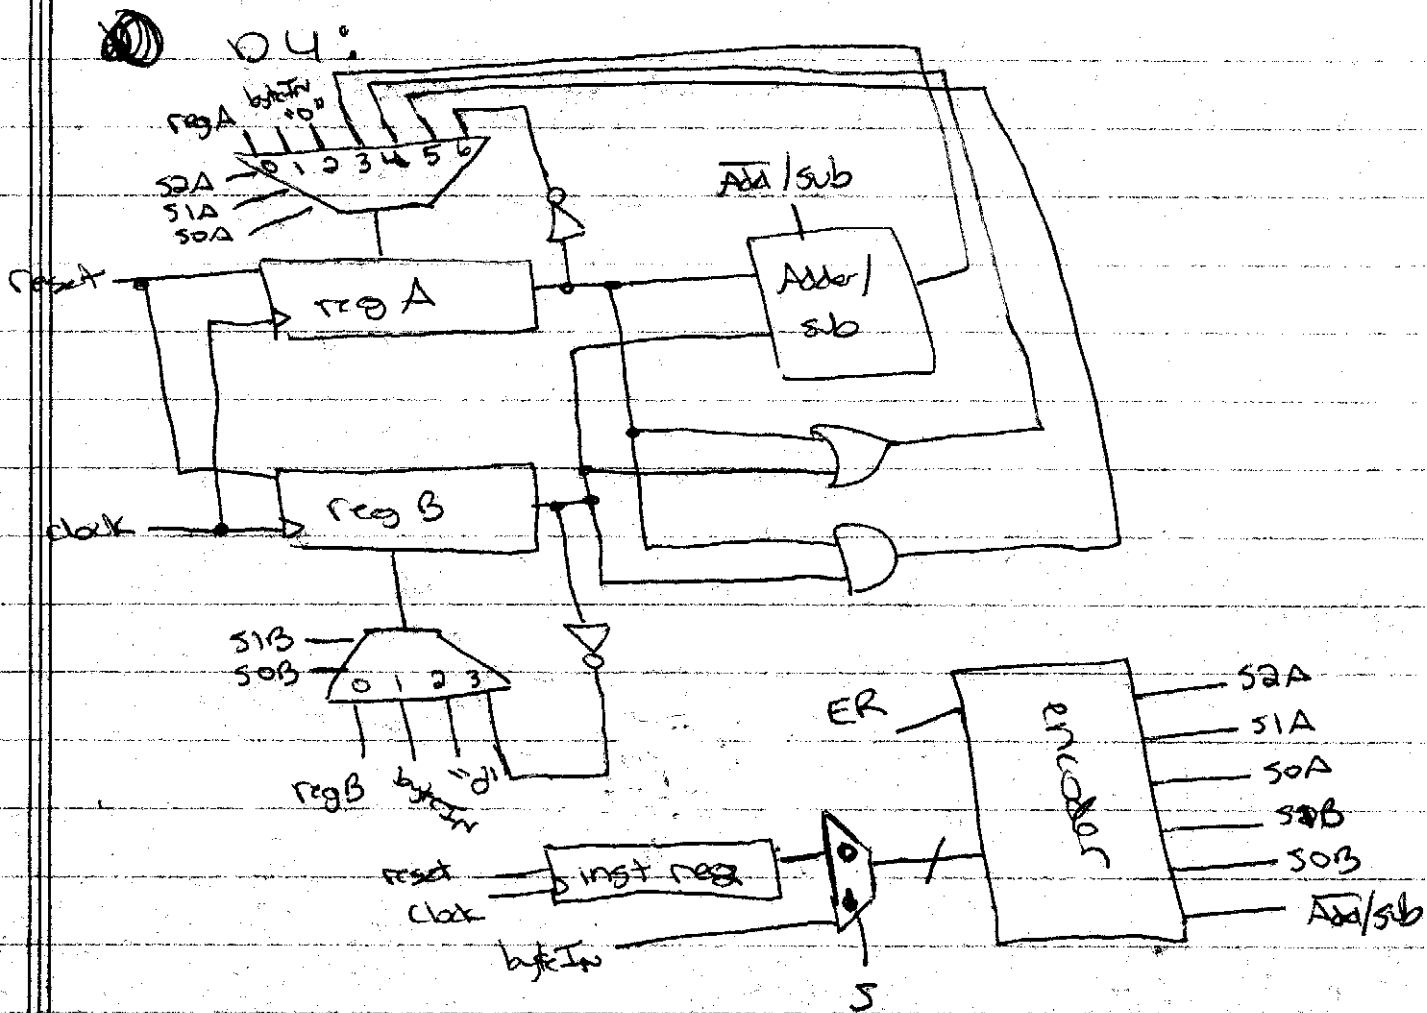 D4:
regA
byteIn
"0"
0 1 2 3 4 5 6
S2A
S1A
S0A
Add/sub
reset
reg A
Adder/
sub
reg B
clock
S1B
S0B
0 1 2 3
regB
byteIn
"0"
ER
encoder
S2A
S1A
S0A
S1B
S0B
Add/sub
reset
clock
inst reg
0
1
byteIn
S